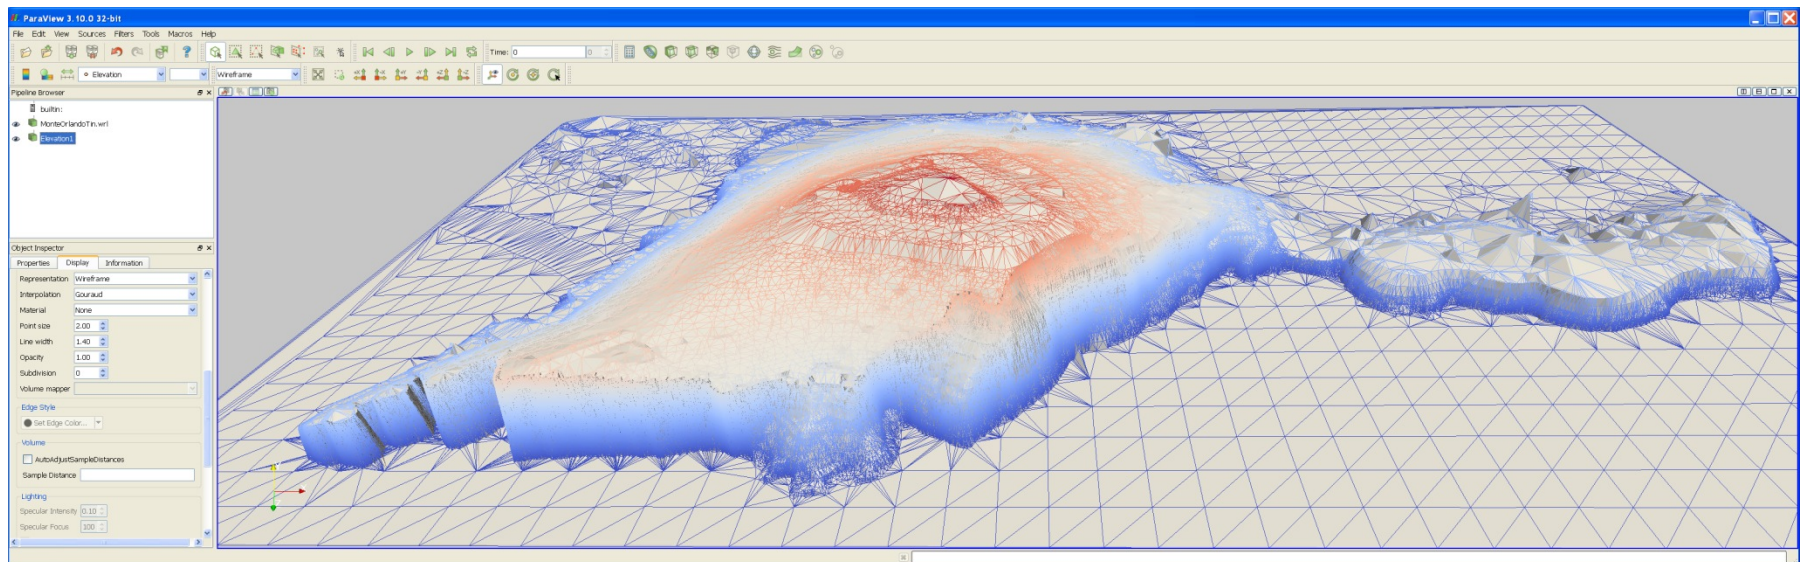 ParaView 3.10.0 32-bit
File Edit View Sources Filters Tools Macros Help
Time: 0 0
Elevation Wireframe
Pipeline Browser
builtin:
MonteOrlandoTin.wrl
Elevation1
Object Inspector
Properties Display Information
Representation Wireframe
Interpolation Gouraud
Material None
Point size 2.00
Line width 1.40
Opacity 1.00
Subdivision 0
Volume mapper
Edge Style
Set Edge Color...
Volume
AutoAdjustSampleDistances
Sample Distance
Lighting
Specular Intensity 0.10
Specular Focus 100